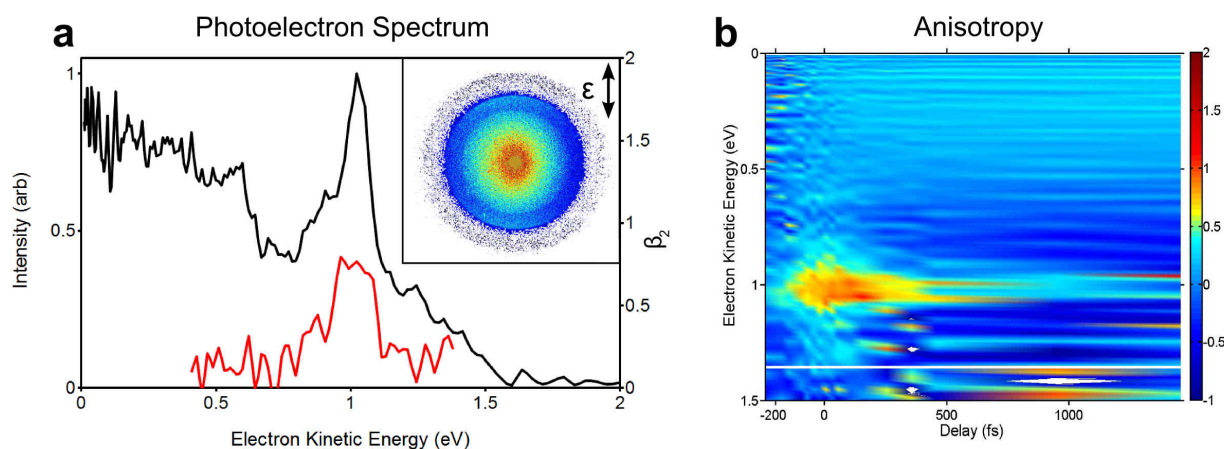 a
Photoelectron Spectrum
1
0.5
0
Intensity (arb)
0
0.5
1
1.5
2
Electron Kinetic Energy (eV)
2
1.5
1
0.5
0
β2
ε
b
Anisotropy
0
0.5
1
1.5
Electron Kinetic Energy (eV)
-200
0
500
1000
Delay (fs)
2
1.5
1
0.5
0
-0.5
-1